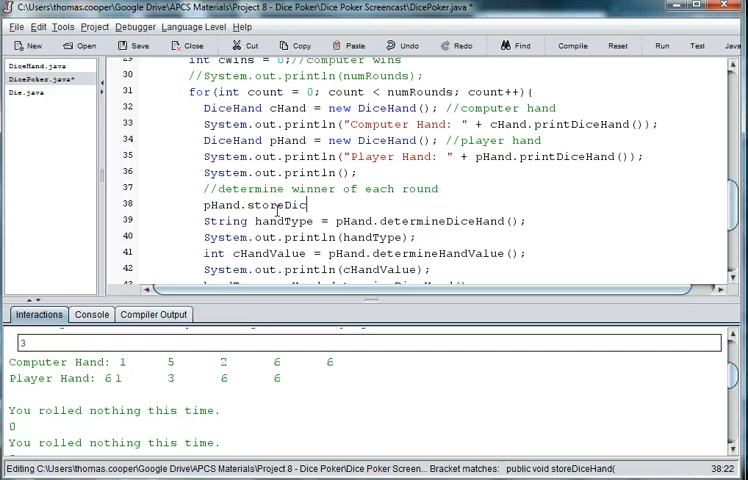 C:\Users\thomas.cooper\Google Drive\APCS Materials\Project 8 - Dice Poker\Dice Poker Screencast\DicePoker.java *
File Edit Tools Project Debugger Language Level Help
New Open Save Close Cut Copy Paste Undo Redo Find Compile Reset Run Test Java
DiceHand.java
DicePoker.java*
Die.java
29 int cWins = 0;//computer wins
30 //System.out.println(numRounds);
31 for(int count = 0; count < numRounds; count++){
32 DiceHand cHand = new DiceHand(); //computer hand
33 System.out.println("Computer Hand: " + cHand.printDiceHand());
34 DiceHand pHand = new DiceHand(); //player hand
35 System.out.println("Player Hand: " + pHand.printDiceHand());
36 System.out.println();
37 //determine winner of each round
38 pHand.storeDic
39 String handType = pHand.determineDiceHand();
40 System.out.println(handType);
41 int cHandValue = pHand.determineHandValue();
42 System.out.println(cHandValue);
43
Interactions Console Compiler Output
3
Computer Hand: 1 5 2 6 6
Player Hand: 6 1 3 6 6
You rolled nothing this time.
0
You rolled nothing this time.
Editing C:\Users\thomas.cooper\Google Drive\APCS Materials\Project 8 - Dice Poker\Dice Poker Screen... Bracket matches: public void storeDiceHand( 38:22